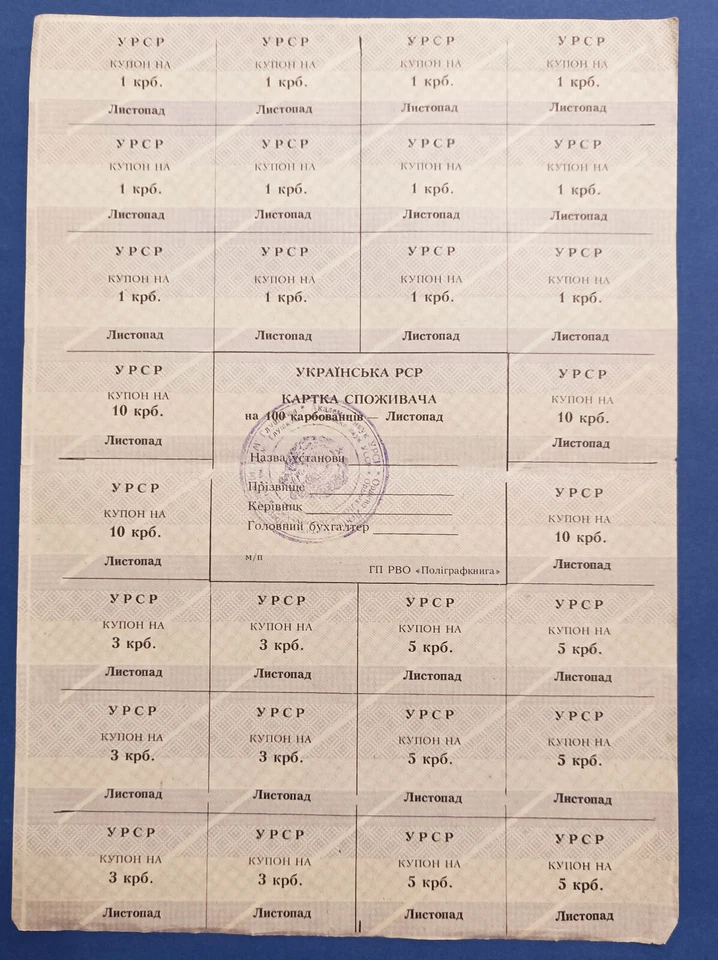 УРСР УРСР УРСР УРСР
КУПОН НА КУПОН НА КУПОН НА КУПОН НА
1 крб. 1 крб. 1 крб. 1 крб.
Листопад Листопад Листопад Листопад
УРСР УРСР УРСР УРСР
КУПОН НА КУПОН НА КУПОН НА КУПОН НА
1 крб. 1 крб. 1 крб. 1 крб.
Листопад Листопад Листопад Листопад
УРСР УРСР УРСР УРСР
КУПОН НА КУПОН НА КУПОН НА КУПОН НА
1 крб. 1 крб. 1 крб. 1 крб.
Листопад Листопад Листопад Листопад
УРСР
КУПОН НА
10 крб.
Листопад
УКРАЇНСЬКА РСР
КАРТКА СПОЖИВАЧА
на 100 карбованців — Листопад
Назва установи
Прізвище
Керівник
Головний бухгалтер
м/п
ГП РВО «Поліграфкнига»
УРСР
КУПОН НА
10 крб.
Листопад
УРСР
КУПОН НА
10 крб.
Листопад
УРСР
КУПОН НА
10 крб.
Листопад
УРСР УРСР УРСР УРСР
КУПОН НА КУПОН НА КУПОН НА КУПОН НА
3 крб. 3 крб. 5 крб. 5 крб.
Листопад Листопад Листопад Листопад
УРСР УРСР УРСР УРСР
КУПОН НА КУПОН НА КУПОН НА КУПОН НА
3 крб. 3 крб. 5 крб. 5 крб.
Листопад Листопад Листопад Листопад
УРСР УРСР УРСР УРСР
КУПОН НА КУПОН НА КУПОН НА КУПОН НА
3 крб. 3 крб. 5 крб. 5 крб.
Листопад Листопад Листопад Листопад